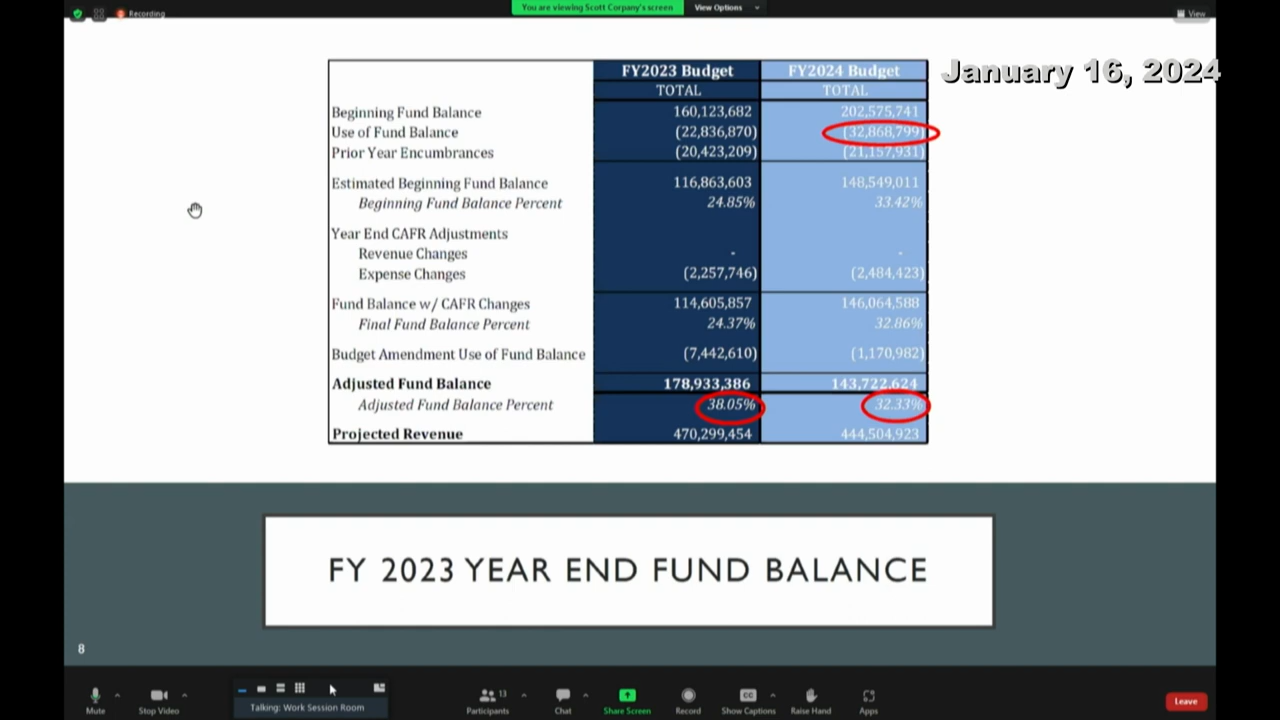 Recording
You are viewing Scott Corpany's screen
View Options
View
January 16, 2024
FY2023 Budget FY2024 Budget
TOTAL TOTAL
Beginning Fund Balance 160,123,682 202,575,741
Use of Fund Balance (22,836,870) (32,868,799)
Prior Year Encumbrances (20,423,209) (21,157,931)
Estimated Beginning Fund Balance 116,863,603 148,549,011
Beginning Fund Balance Percent 24.85% 33.42%
Year End CAFR Adjustments
Revenue Changes - -
Expense Changes (2,257,746) (2,484,423)
Fund Balance w/ CAFR Changes 114,605,857 146,064,588
Final Fund Balance Percent 24.37% 32.86%
Budget Amendment Use of Fund Balance (7,442,610) (1,170,982)
Adjusted Fund Balance 178,933,386 143,722,624
Adjusted Fund Balance Percent 38.05% 32.33%
Projected Revenue 470,299,454 444,504,923
FY 2023 YEAR END FUND BALANCE
8
Talking: Work Session Room
13
CC
Mute Stop Video Participants Chat Share Screen Record Show Captions Raise Hand Apps Leave